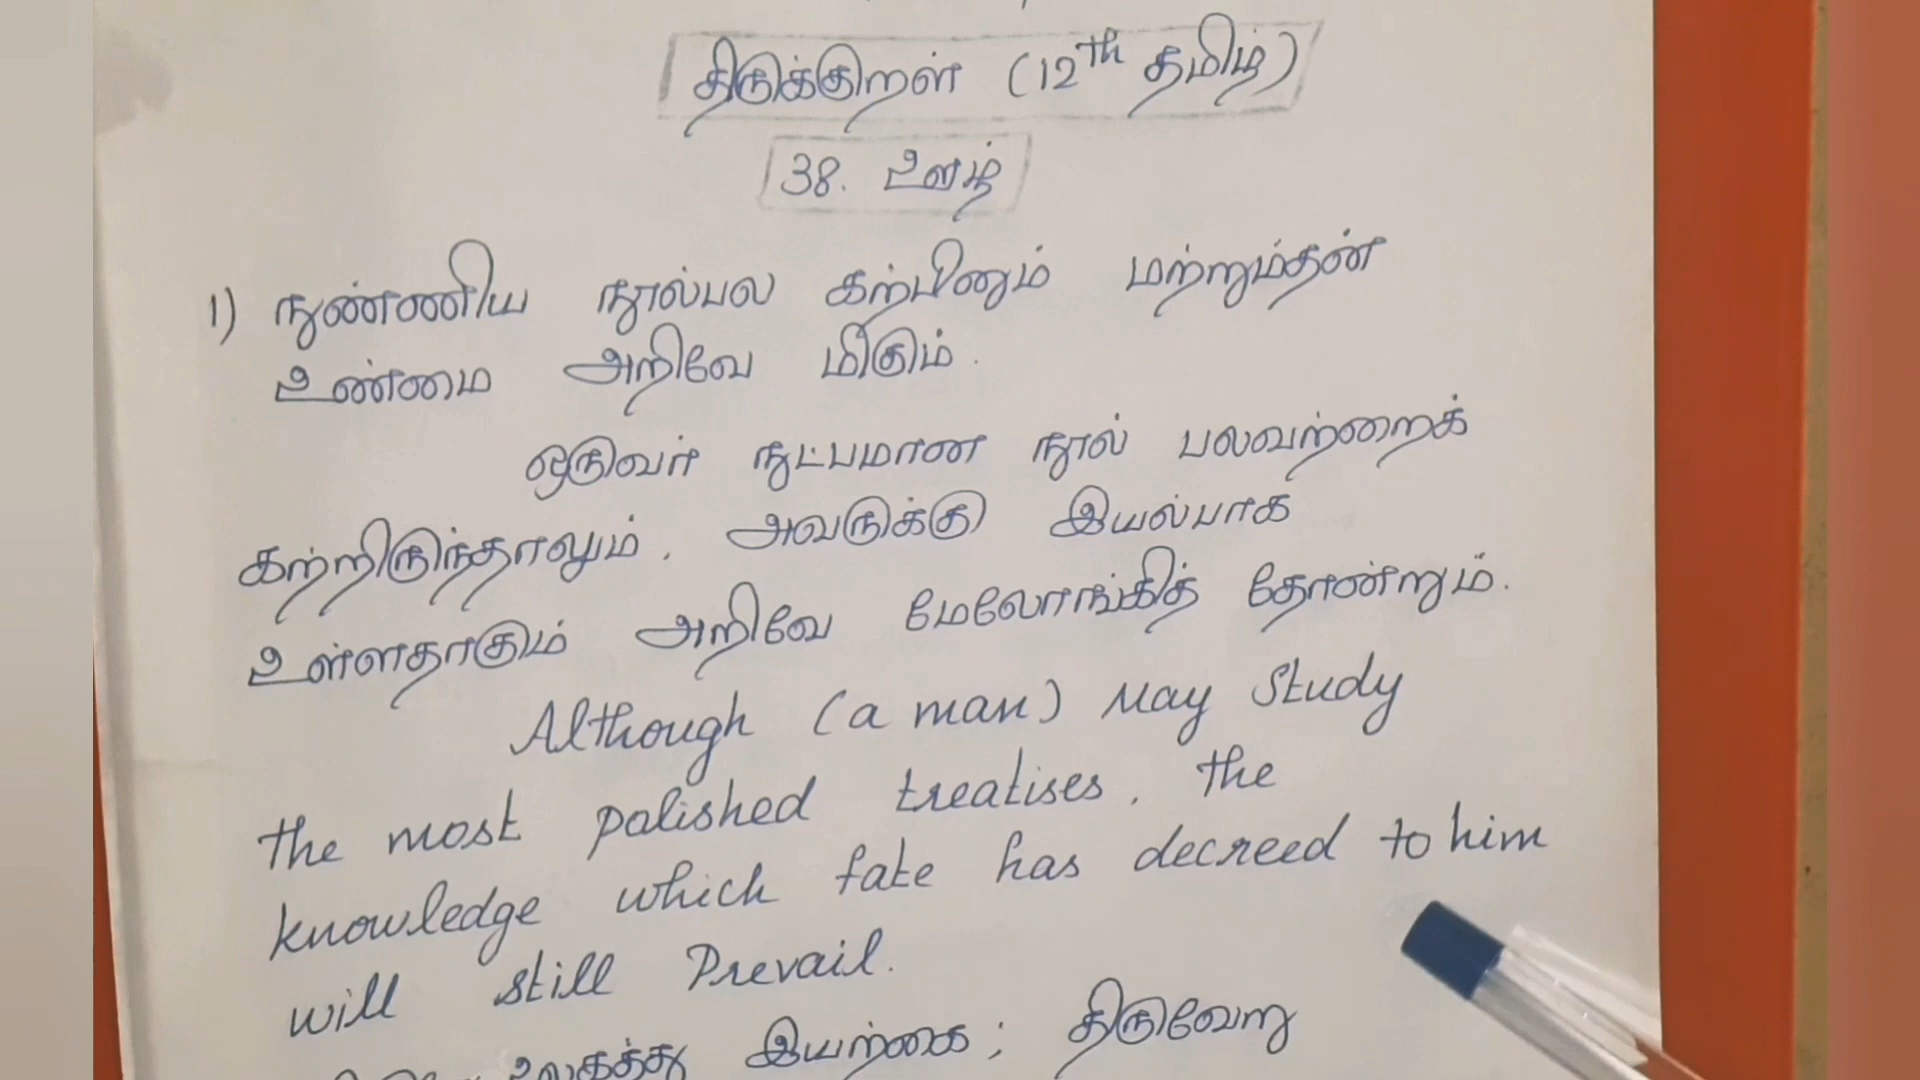 திருக்குறள் (12th தமிழ்)
38. ஊழ்
1) நுண்ணிய நூல்பல கற்பினும் மற்றும்தன்
உண்மை அறிவே மிகும்.
ஒருவர் நுட்பமான நூல் பலவற்றைக்
கற்றிருந்தாலும், அவருக்கு இயல்பாக
உள்ளதாகும் அறிவே மேலோங்கித் தோன்றும்.
Although (a man) May Study
the most polished treatises, the
knowledge which fate has decreed to him
will still Prevail.
உலகத்து இயற்கை; திருவேறு